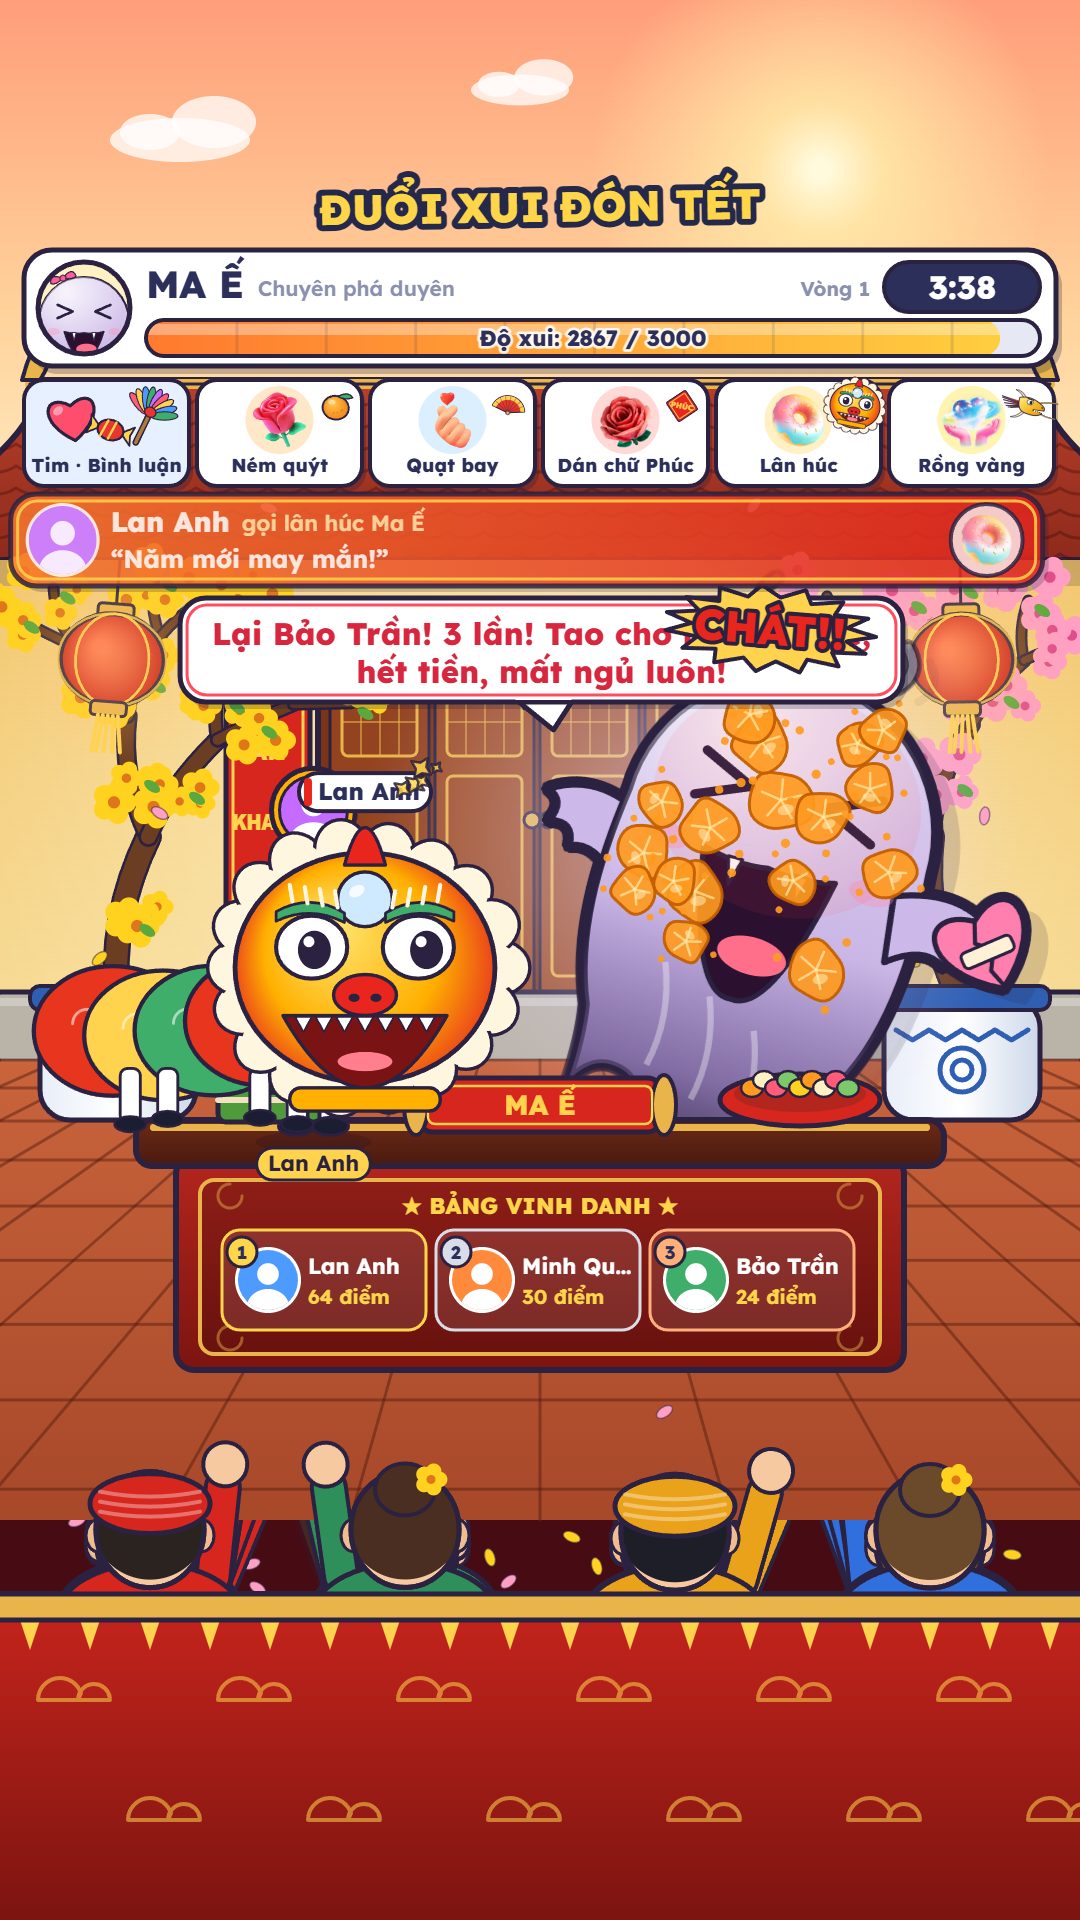 ĐUỔI XUI ĐÓN TẾT
MA Ế Chuyên phá duyên
Vòng 1
3:38
Độ xui: 2867 / 3000
Tim · Bình luận
Ném quýt
Quạt bay
PHÚC
Dán chữ Phúc
Lân húc
Rồng vàng
Lan Anh gọi lân húc Ma Ế
“Năm mới may mắn!”
Lại Bảo Trần! 3 lần! Tao cho
CHÁT!!
hết tiền, mất ngủ luôn!
Lan Anh
MA Ế
Lan Anh
★ BẢNG VINH DANH ★
1 Lan Anh
64 điểm
2 Minh Qu...
30 điểm
3 Bảo Trần
24 điểm